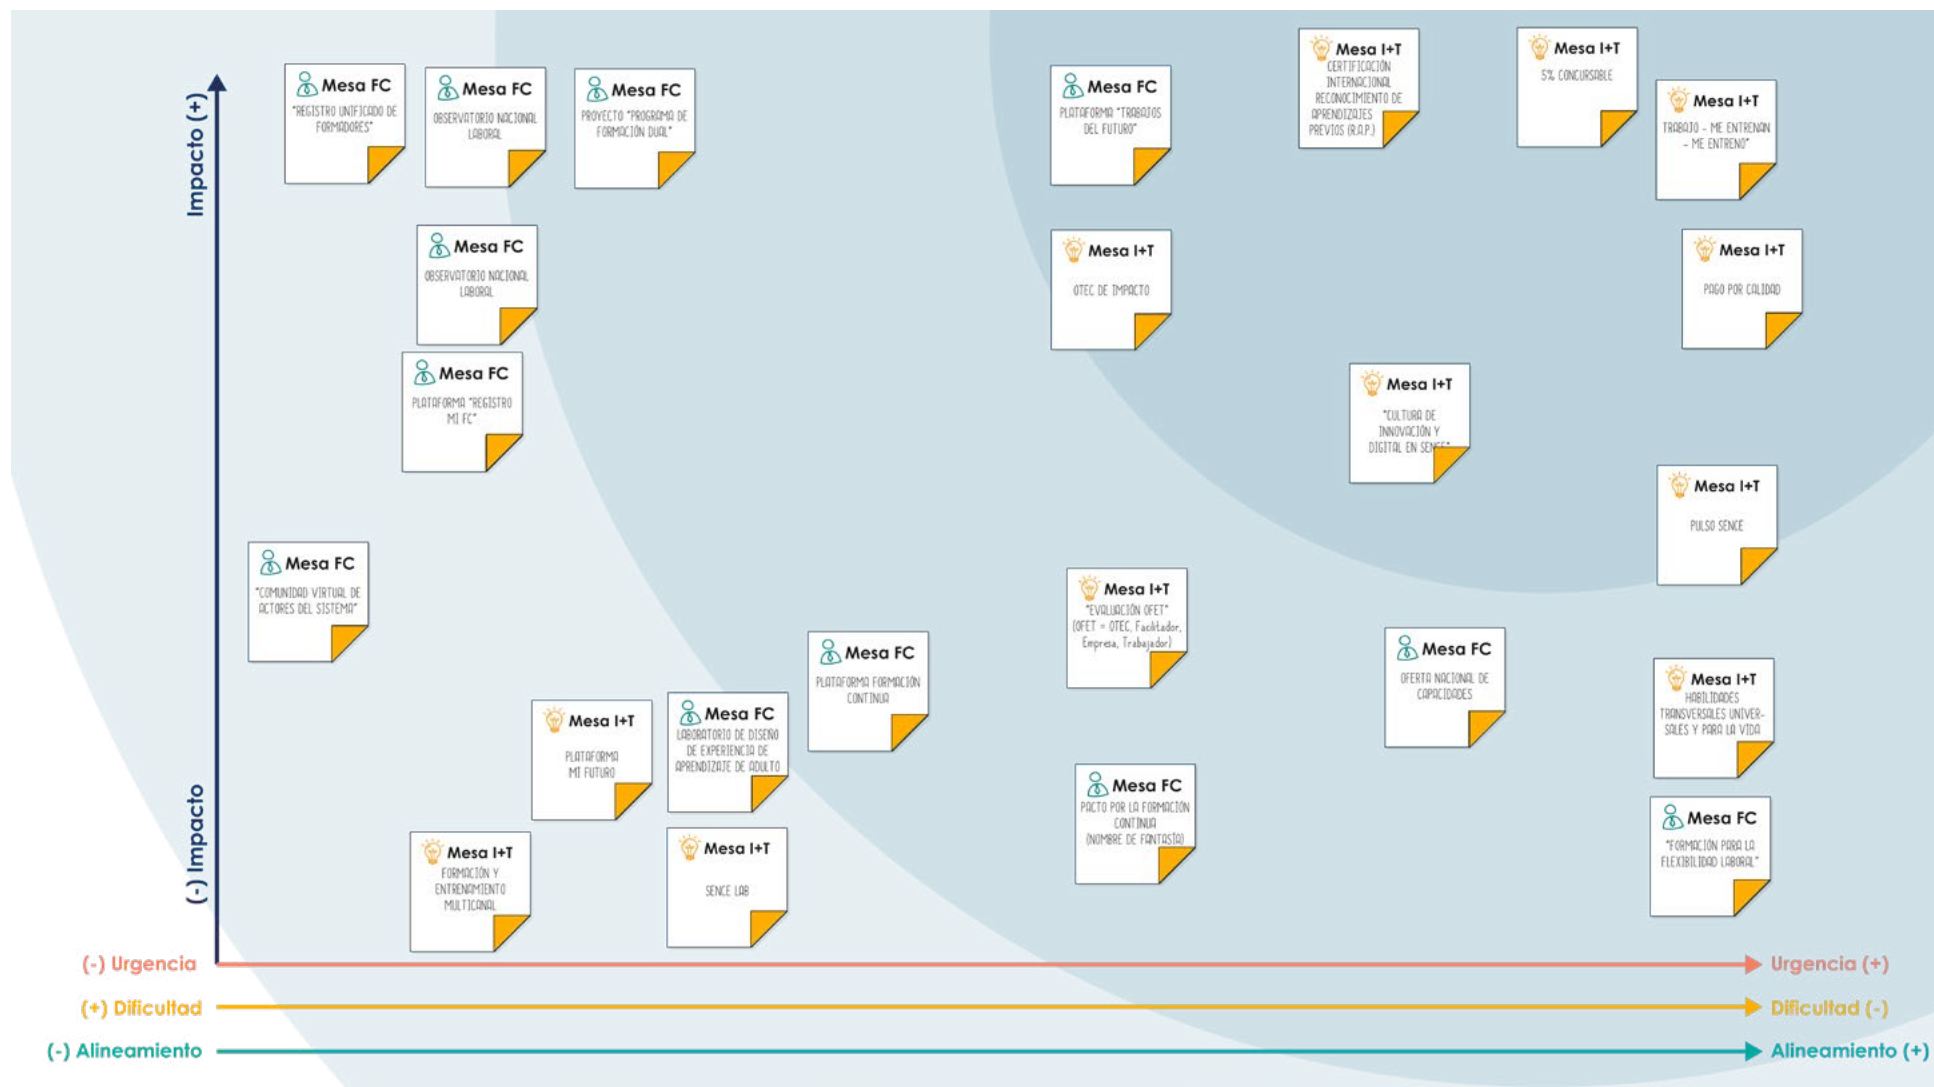 Impacto (+)
(-) Impacto
Mesa FC
"REGISTRO UNIFICADO DE
FORMADORES"
Mesa FC
OBSERVATORIO NACIONAL
LABORAL
Mesa FC
PROYECTO "PROGRAMA DE
FORMACIÓN DUAL"
Mesa FC
PLATAFORMA "TRABAJOS
DEL FUTURO"
Mesa I+T
CERTIFICACIÓN
INTERNACIONAL
RECONOCIMIENTO DE
APRENDIZAJES
PREVIOS (R.A.P.)
Mesa I+T
5% CONCURSABLE
Mesa I+T
TRABAJO - ME ENTRENAN
- ME ENTRENO"
Mesa FC
OBSERVATORIO NACIONAL
LABORAL
Mesa I+T
OTEC DE IMPACTO
Mesa I+T
PAGO POR CALIDAD
Mesa FC
PLATAFORMA "REGISTRO
MI FC"
Mesa I+T
"CULTURA DE
INNOVACIÓN Y
DIGITAL EN SENCE"
Mesa I+T
PULSO SENCE
Mesa FC
"COMUNIDAD VIRTUAL DE
ACTORES DEL SISTEMA"
Mesa I+T
"EVALUACIÓN OFET"
(OFET = OTEC, Facilitador,
Empresa, Trabajador)
Mesa FC
PLATAFORMA FORMACIÓN
CONTINUA
Mesa FC
OFERTA NACIONAL DE
CAPACIDADES
Mesa I+T
HABILIDADES
TRANSVERSALES UNIVER-
SALES Y PARA LA VIDA
Mesa I+T
PLATAFORMA
MI FUTURO
Mesa FC
LABORATORIO DE DISEÑO
DE EXPERIENCIA DE
APRENDIZAJE DE ADULTO
Mesa FC
PACTO POR LA FORMACIÓN
CONTINUA
(NOMBRE DE FANTASÍA)
Mesa FC
"FORMACIÓN PARA LA
FLEXIBILIDAD LABORAL"
Mesa I+T
FORMACIÓN Y
ENTRENAMIENTO
MULTICANAL
Mesa I+T
SENCE LAB
(-) Urgencia
Urgencia (+)
(+) Dificultad
Dificultad (-)
(-) Alineamiento
Alineamiento (+)